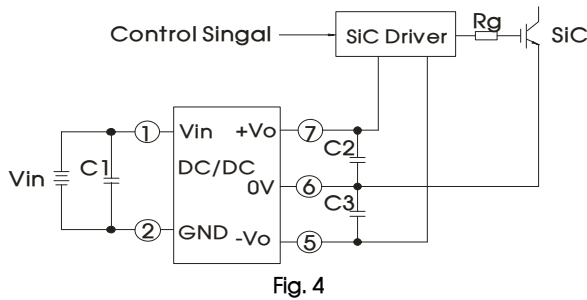 Control Singal
SiC Driver
Rg
SiC
Vin
C1
1
2
Vin
GND
DC/DC
+Vo
0V
-Vo
7
6
5
C2
C3
Fig. 4